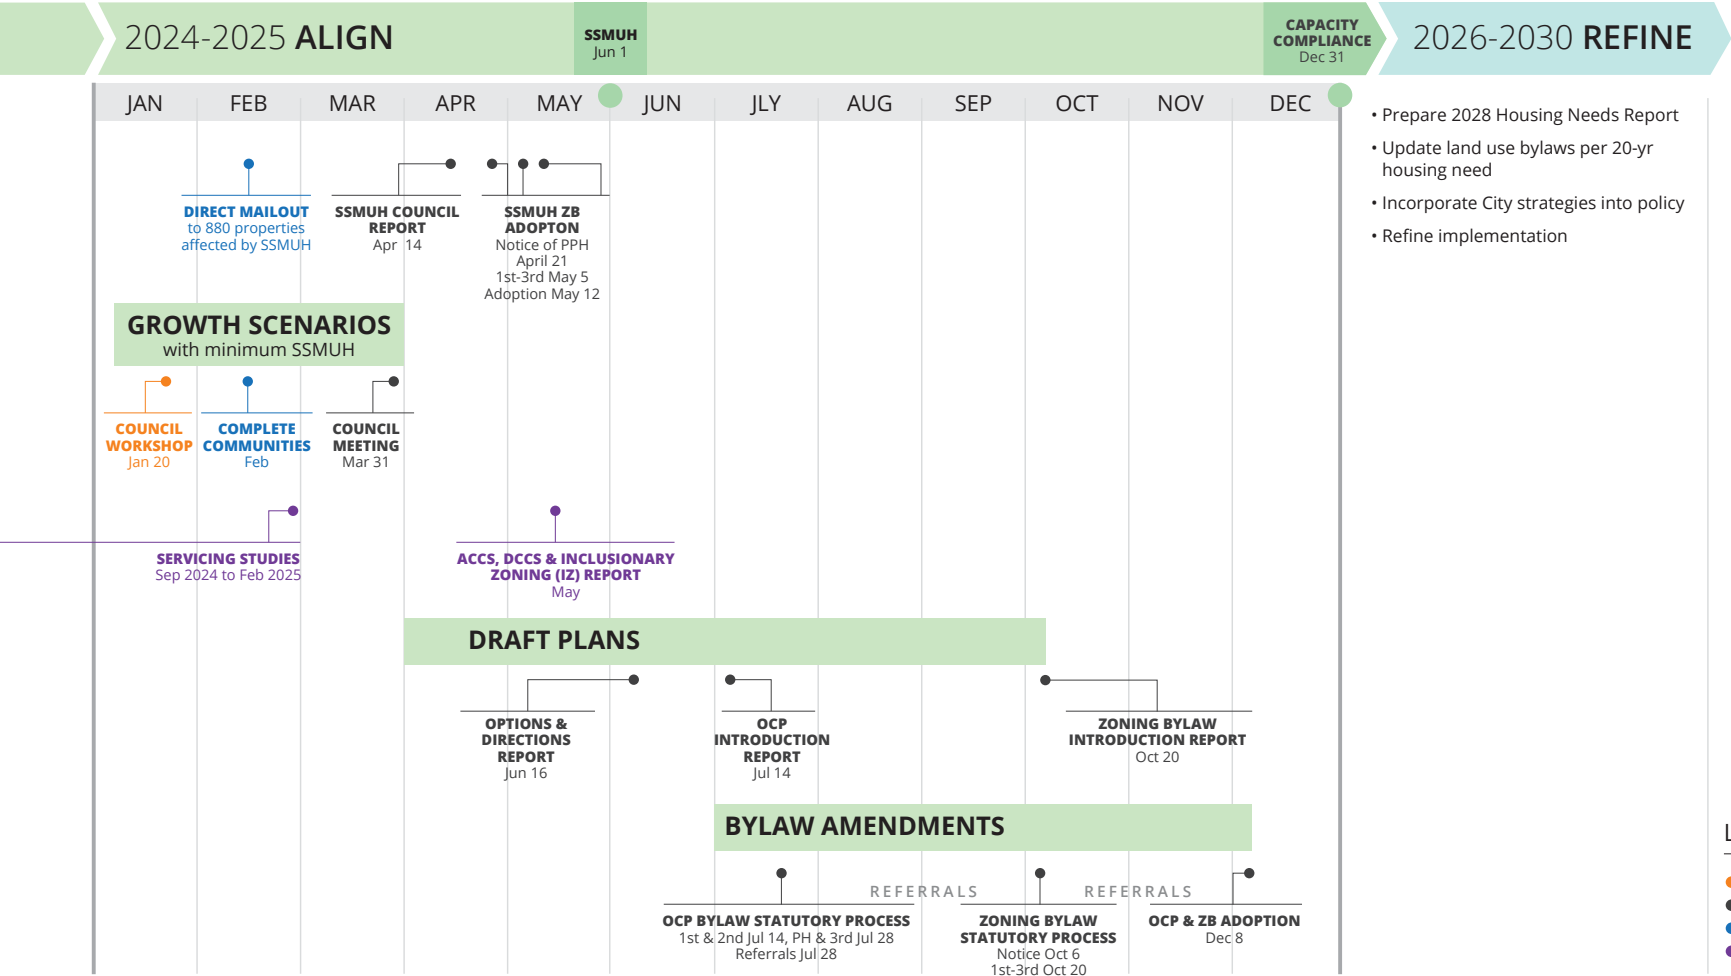 2024-2025 ALIGN
SSMUH
Jun 1
CAPACITY
COMPLIANCE
Dec 31
2026-2030 REFINE
JAN FEB MAR APR MAY JUN JLY AUG SEP OCT NOV DEC
• Prepare 2028 Housing Needs Report
• Update land use bylaws per 20-yr
housing need
• Incorporate City strategies into policy
• Refine implementation
DIRECT MAILOUT
to 880 properties
affected by SSMUH
SSMUH COUNCIL
REPORT
Apr 14
SSMUH ZB
ADOPTON
Notice of PPH
April 21
1st-3rd May 5
Adoption May 12
GROWTH SCENARIOS
with minimum SSMUH
COUNCIL
WORKSHOP
Jan 20
COMPLETE
COMMUNITIES
Feb
COUNCIL
MEETING
Mar 31
SERVICING STUDIES
Sep 2024 to Feb 2025
ACCS, DCCS & INCLUSIONARY
ZONING (IZ) REPORT
May
DRAFT PLANS
OPTIONS &
DIRECTIONS
REPORT
Jun 16
OCP
INTRODUCTION
REPORT
Jul 14
ZONING BYLAW
INTRODUCTION REPORT
Oct 20
BYLAW AMENDMENTS
REFERRALS
REFERRALS
OCP BYLAW STATUTORY PROCESS
1st & 2nd Jul 14, PH & 3rd Jul 28
Referrals Jul 28
ZONING BYLAW
STATUTORY PROCESS
Notice Oct 6
1st-3rd Oct 20
OCP & ZB ADOPTION
Dec 8